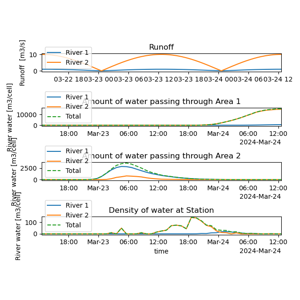 Runoff
Runoff [m3/s]
10
0
River 1
River 2
03-22 18 03-23 00 03-23 06 03-23 12 03-23 18 03-24 00 03-24 06 03-24 12
ount of water passing through Area 1
River water [m3/cell]
10000
0
River 1
River 2
Total
18:00 Mar-23 06:00 12:00 18:00 Mar-24 06:00 12:00
2024-Mar-24
ount of water passing through Area 2
River water [m3/cell]
2500
0
River 1
River 2
Total
18:00 Mar-23 06:00 12:00 18:00 Mar-24 06:00 12:00
2024-Mar-24
Density of water at Station
River water [m3/cell]
100
0
River 1
River 2
Total
18:00 Mar-23 06:00 12:00 18:00 Mar-24 06:00 12:00
time
2024-Mar-24